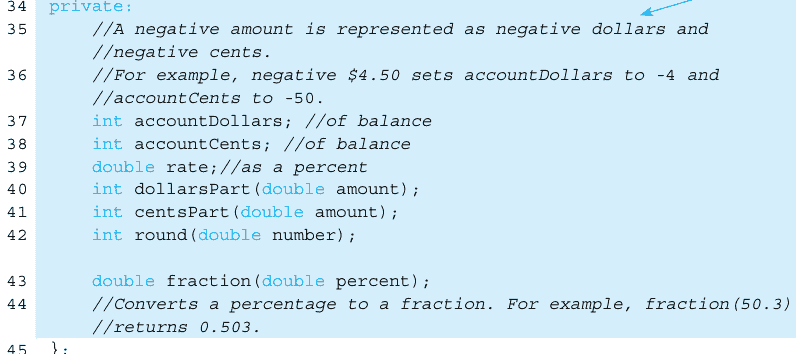 34 private:
35 //A negative amount is represented as negative dollars and
//negative cents.
36 //For example, negative $4.50 sets accountDollars to -4 and
//accountCents to -50.
37 int accountDollars; //of balance
38 int accountCents; //of balance
39 double rate;//as a percent
40 int dollarsPart(double amount);
41 int centsPart(double amount);
42 int round(double number);
43 double fraction(double percent);
44 //Converts a percentage to a fraction. For example, fraction(50.3)
//returns 0.503.
45 };